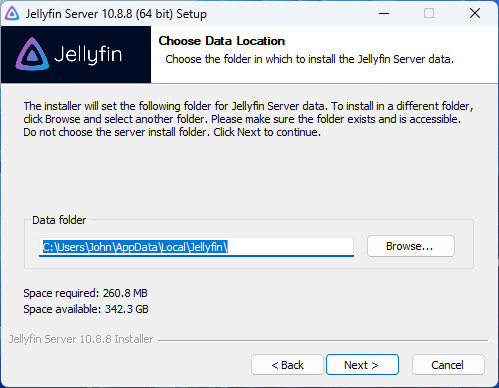 Jellyfin Server 10.8.8 (64 bit) Setup
Jellyfin
Choose Data Location
Choose the folder in which to install the Jellyfin Server data.
The installer will set the following folder for Jellyfin Server data. To install in a different folder,
click Browse and select another folder. Please make sure the folder exists and is accessible.
Do not choose the server install folder. Click Next to continue.
Data folder
C:\Users\John\AppData\Local\Jellyfin\
Browse...
Space required: 260.8 MB
Space available: 342.3 GB
Jellyfin Server 10.8.8 Installer
< Back
Next >
Cancel